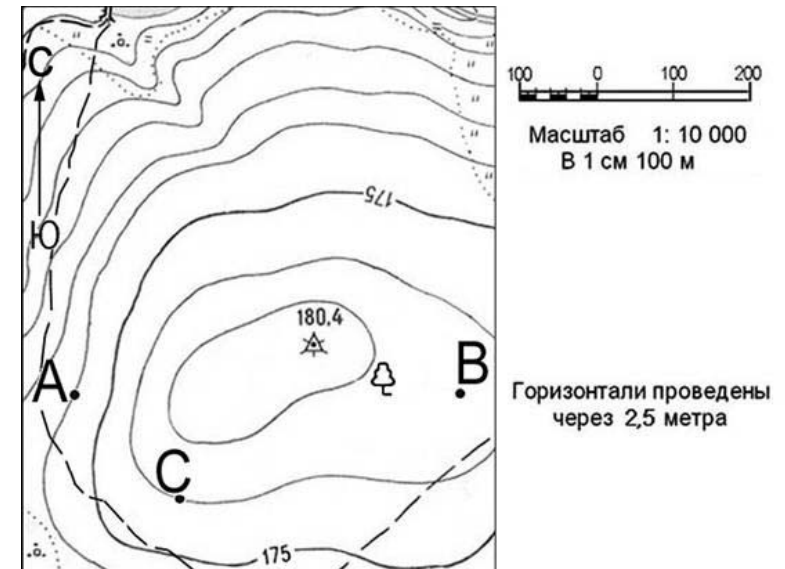 С
Ю
175
180,4
А
В
С
175
100 0 100 200
Масштаб 1: 10 000
В 1 см 100 м
Горизонтали проведены
через 2,5 метра